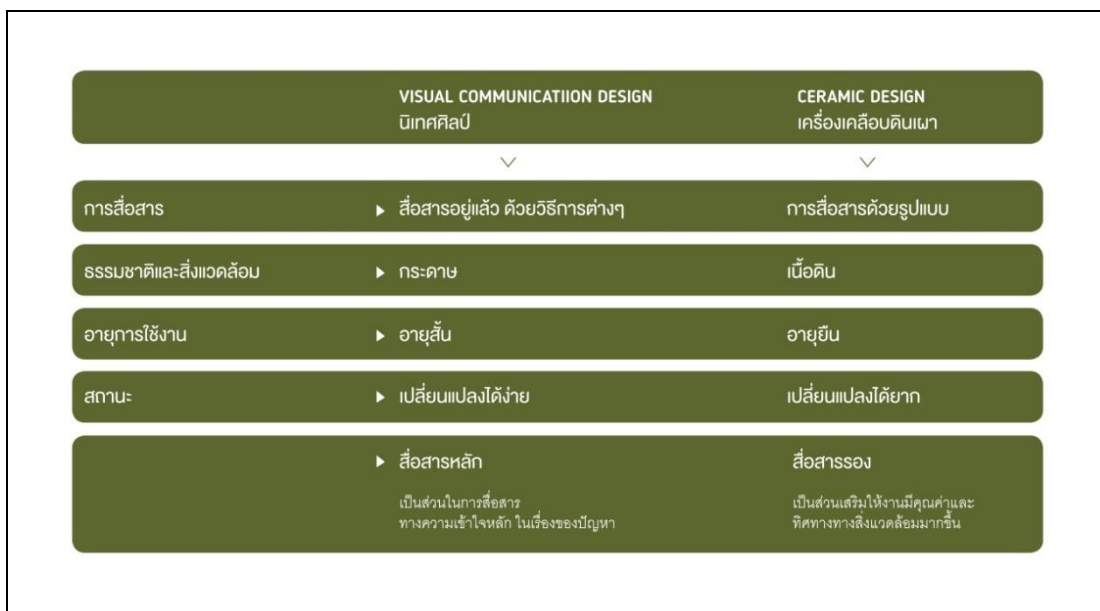 VISUAL COMMUNICATIION DESIGN
นิเทศศิลป์
CERAMIC DESIGN
เครื่องเคลือบดินเผา
การสื่อสาร
สื่อสารอยู่แล้ว ด้วยวิธีการต่างๆ
การสื่อสารด้วยรูปแบบ
ธรรมชาติและสิ่งแวดล้อม
กระดาษ
เนื้อดิน
อายุการใช้งาน
อายุสั้น
อายุยืน
สถานะ
เปลี่ยนแปลงได้ง่าย
เปลี่ยนแปลงได้ยาก
สื่อสารหลัก
เป็นส่วนในการสื่อสาร
ทางความเข้าใจหลัก ในเรื่องของปัญหา
สื่อสารรอง
เป็นส่วนเสริมให้งานมีคุณค่าและ
ทิศทางทางสิ่งแวดล้อมมากขึ้น